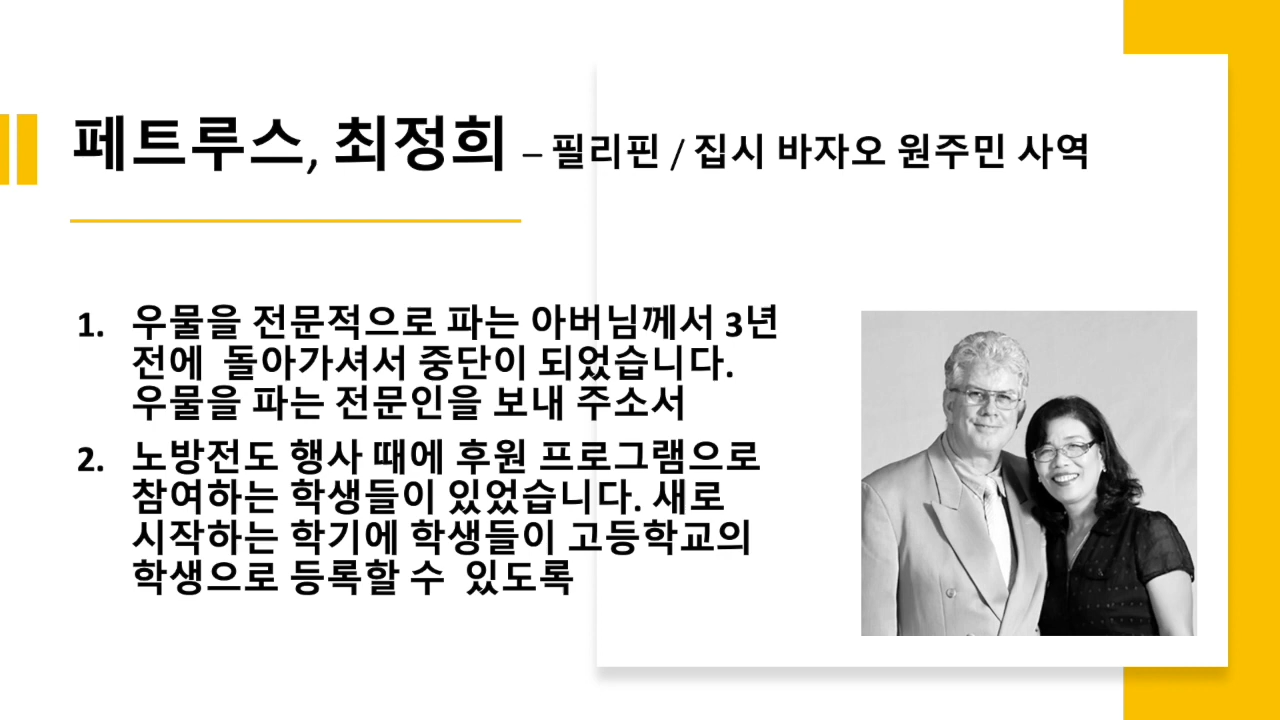 페트루스, 최정희 – 필리핀 / 집시 바자오 원주민 사역
1. 우물을 전문적으로 파는 아버님께서 3년
전에 돌아가셔서 중단이 되었습니다.
우물을 파는 전문인을 보내 주소서
2. 노방전도 행사 때에 후원 프로그램으로
참여하는 학생들이 있었습니다. 새로
시작하는 학기에 학생들이 고등학교의
학생으로 등록할 수 있도록